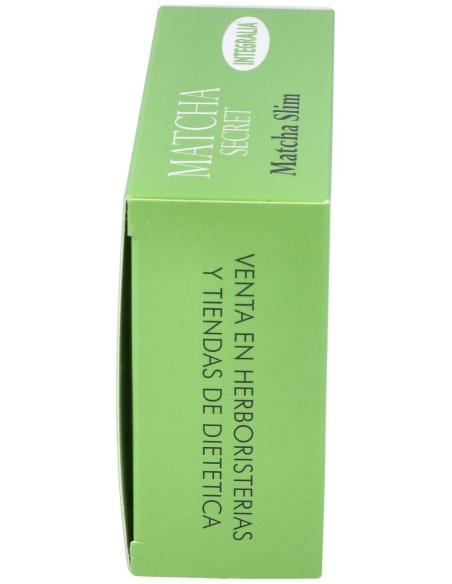 INTEGRALIA
MATCHA
SECRET
Matcha Slim
VENTA EN HERBORISTERIAS
Y TIENDAS DE DIETETICA